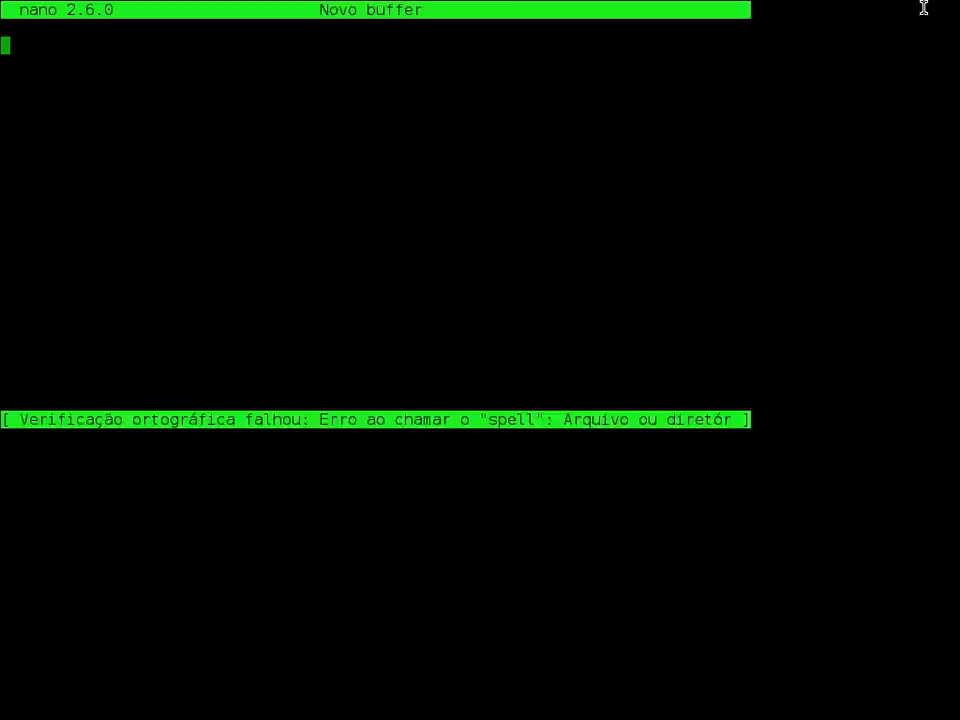 nano 2.6.0 Novo buffer
[ Verificação ortográfica falhou: Erro ao chamar o "spell": Arquivo ou diretór ]